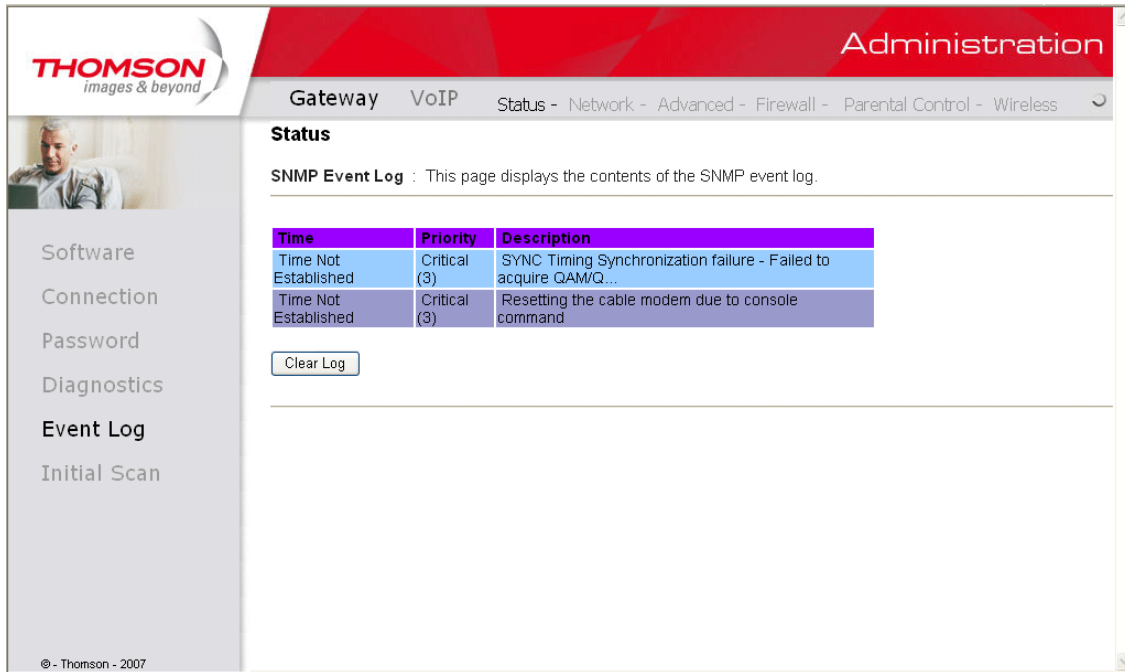 THOMSON
images & beyond
Administration
Gateway VoIP Status - Network - Advanced - Firewall - Parental Control - Wireless
Status
SNMP Event Log : This page displays the contents of the SNMP event log.
Software
Connection
Password
Diagnostics
Event Log
Initial Scan
Time Priority Description
Time Not Established Critical (3) SYNC Timing Synchronization failure - Failed to
acquire QAM/Q...
Time Not Established Critical (3) Resetting the cable modem due to console
command
Clear Log
© - Thomson - 2007